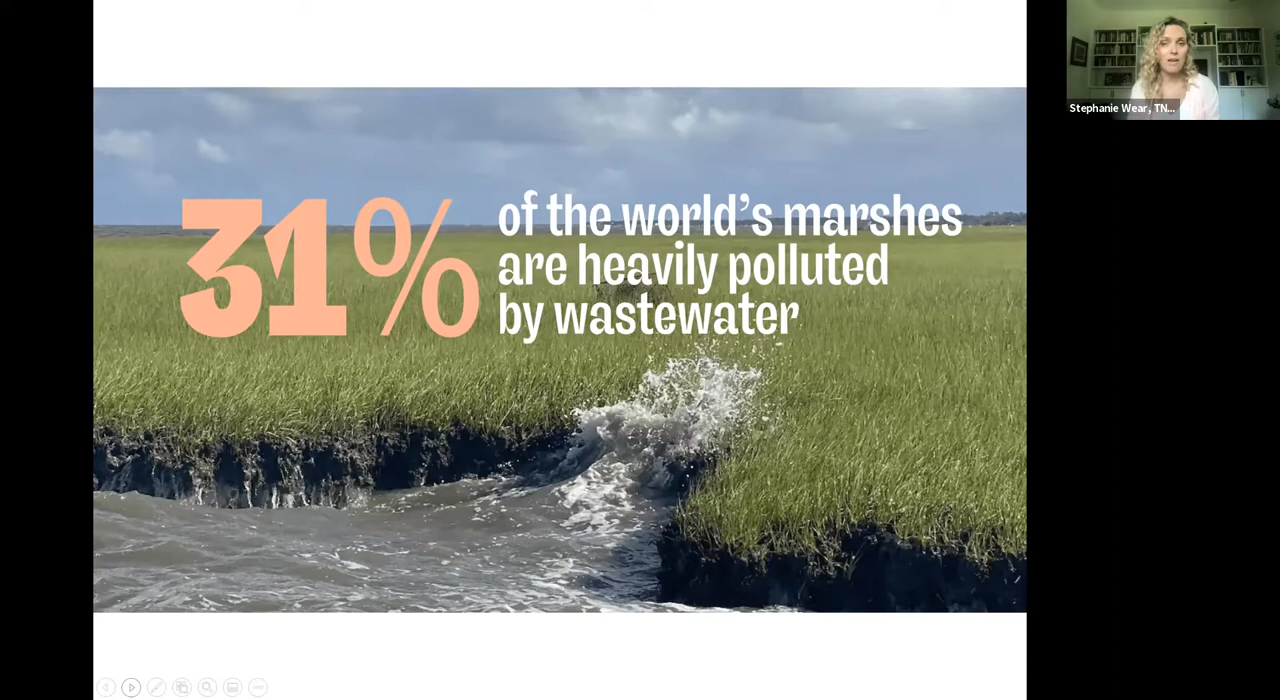 31%
of the world's marshes
are heavily polluted
by wastewater
Stephanie Wear, TN...